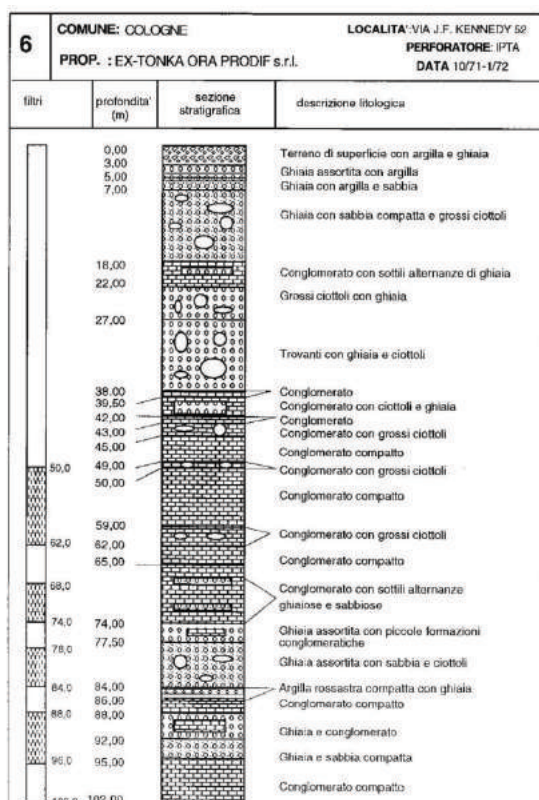 6
COMUNE: COLOGNE
PROP. : EX-TONKA ORA PRODIF s.r.l.
LOCALITA':VIA J.F. KENNEDY 52
PERFORATORE: IPTA
DATA 10/71-1/72
filtri
profondita' (m)
sezione stratigrafica
descrizione litologica
0,00
Terreno di superficie con argilla e ghiaia
3,00
Ghiaia assortita con argilla
5,00
Ghiaia con argilla e sabbia
7,00
Ghiaia con sabbia compatta e grossi ciottoli
18,00
Conglomerato con sottili alternanze di ghiaia
22,00
Grossi ciottoli con ghiaia
27,00
Trovanti con ghiaia e ciottoli
38,00
Conglomerato
39,50
Conglomerato con ciottoli e ghiaia
42,00
Conglomerato
43,00
Conglomerato con grossi ciottoli
45,00
Conglomerato compatto
49,00
Conglomerato con grossi ciottoli
50,0
50,00
Conglomerato compatto
59,00
Conglomerato con grossi ciottoli
62,0
62,00
Conglomerato compatto
65,00
68,0
Conglomerato con sottili alternanze
ghiaiose e sabbiose
74,0
74,00
Ghiaia assortita con piccole formazioni
conglomeratiche
77,50
78,0
Ghiaia assortita con sabbia e ciottoli
84,0
84,00
Argilla rossastra compatta con ghiaia
86,00
Conglomerato compatto
88,0
88,00
Ghiaia e conglomerato
92,00
Ghiaia e sabbia compatta
96,0
95,00
Conglomerato compatto